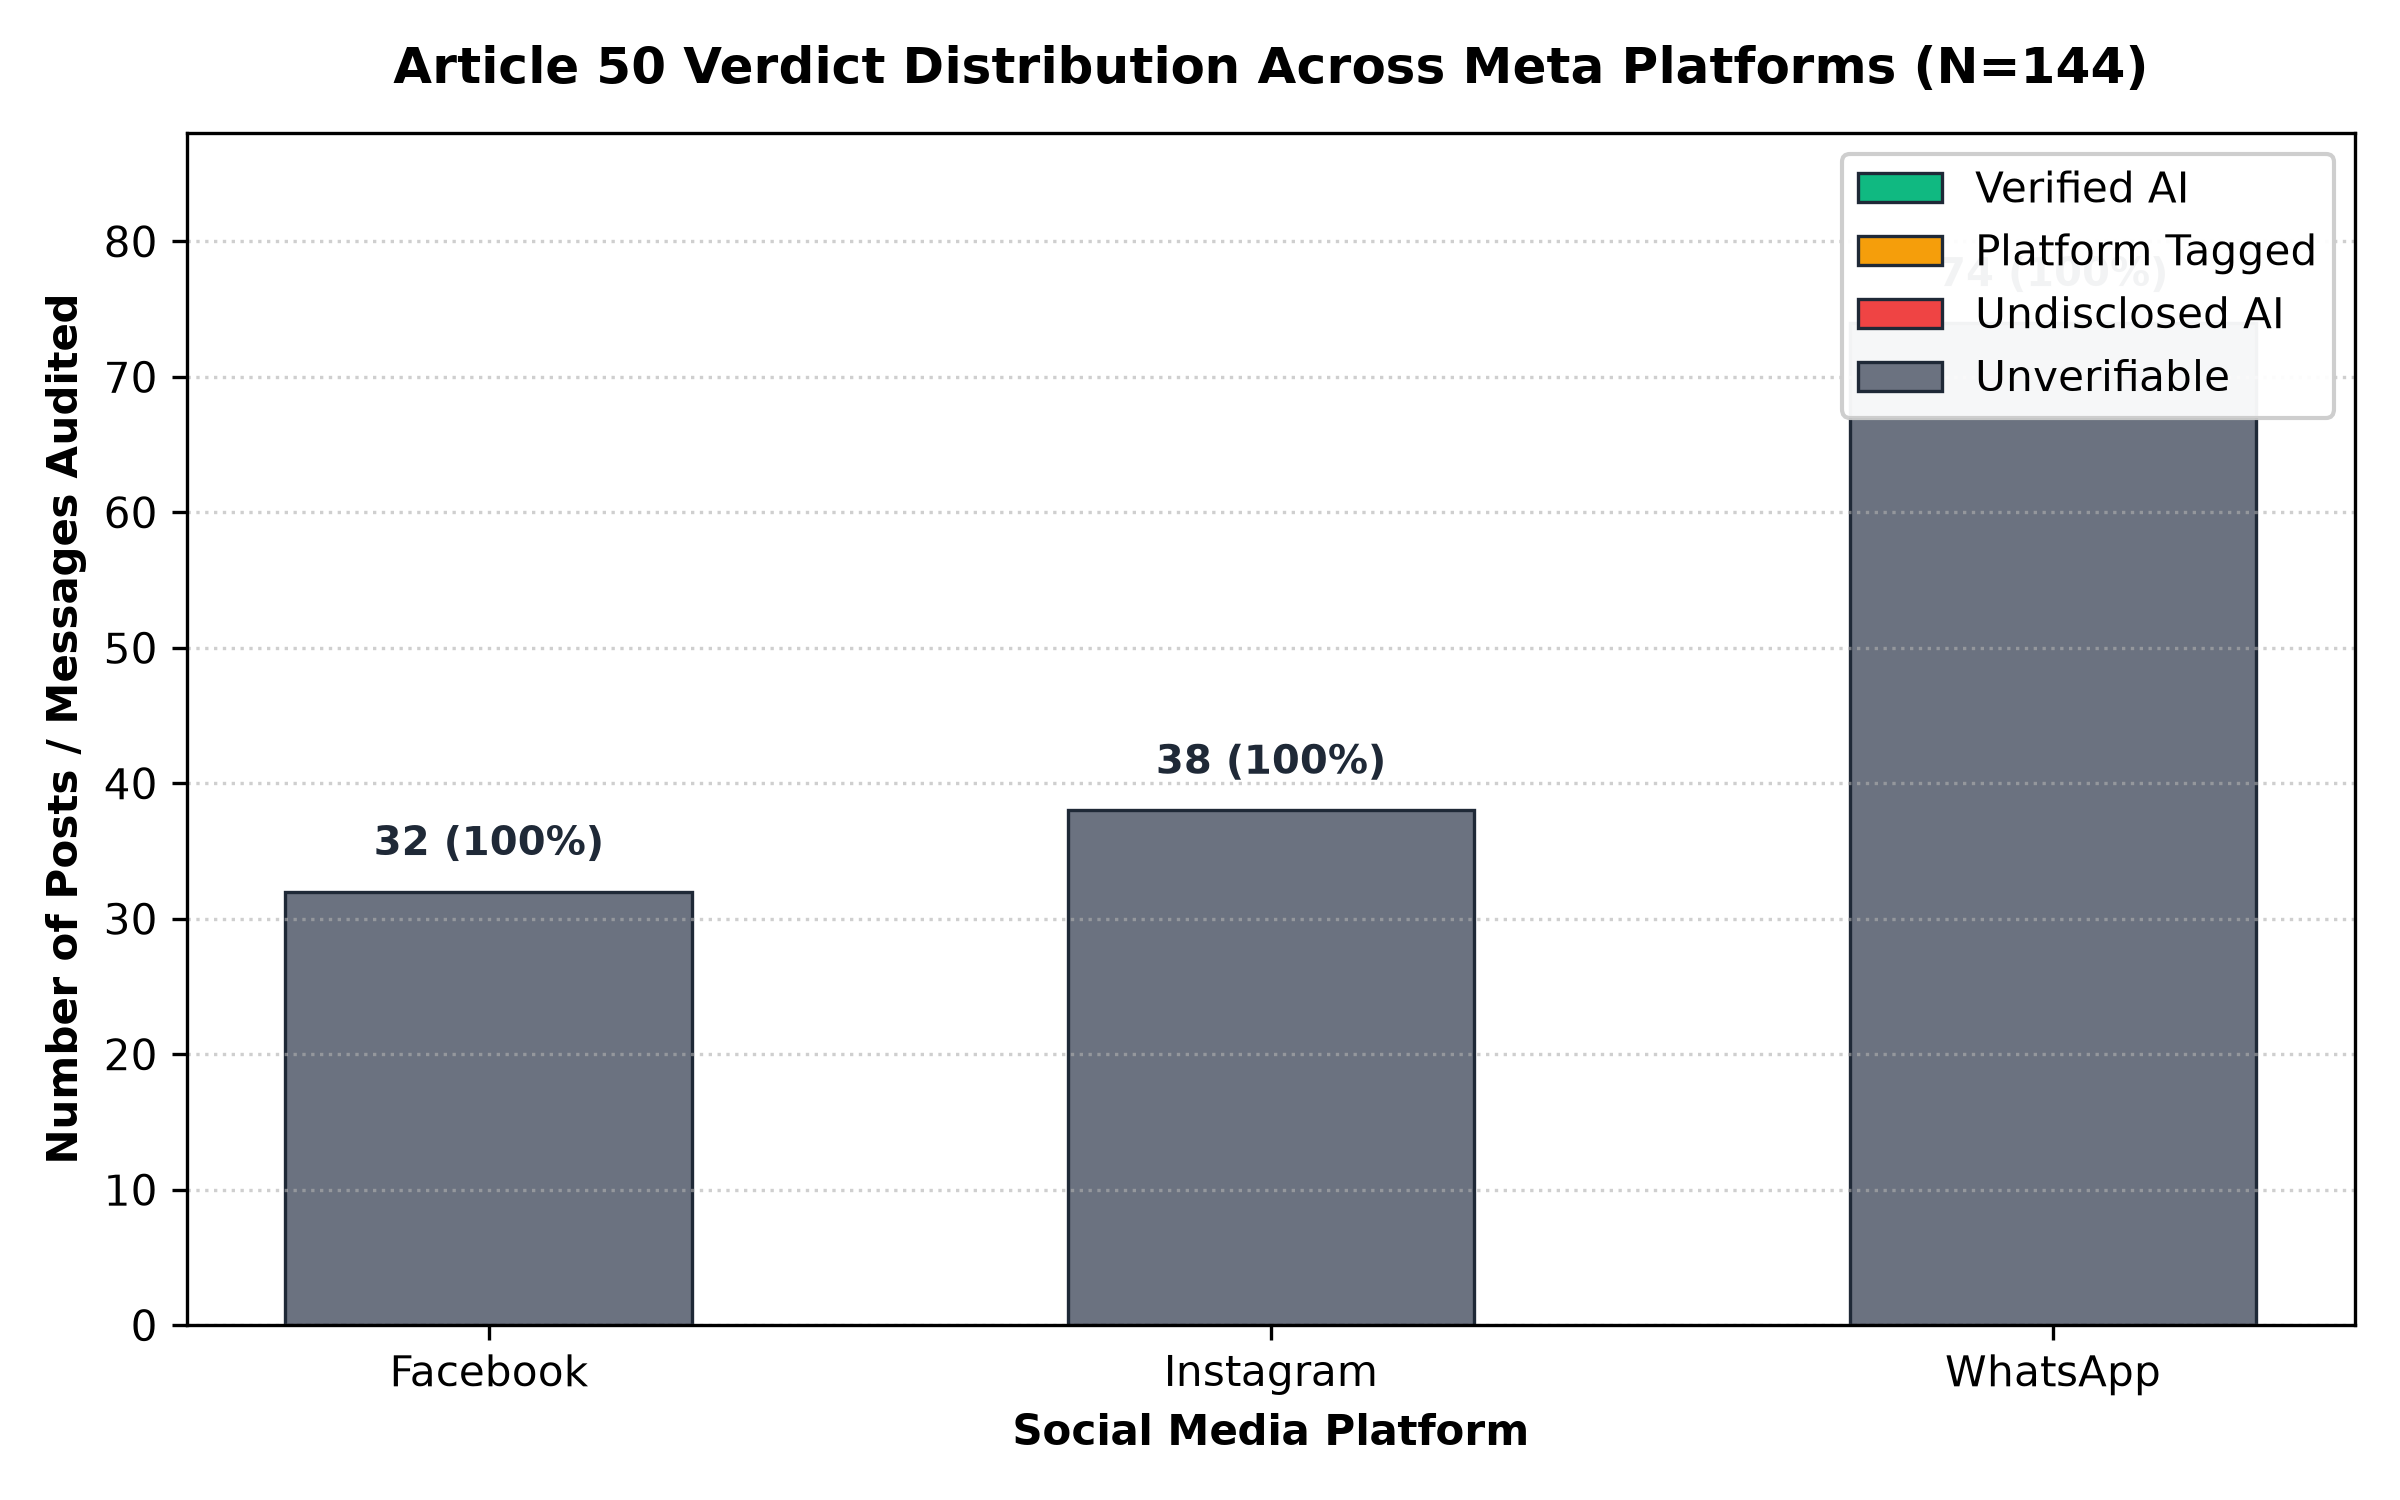 Article 50 Verdict Distribution Across Meta Platforms (N=144)
Number of Posts / Messages Audited
80
70
60
50
40
30
20
10
0
Verified AI
Platform Tagged
Undisclosed AI
Unverifiable
74 (100%)
38 (100%)
32 (100%)
Facebook
Instagram
WhatsApp
Social Media Platform